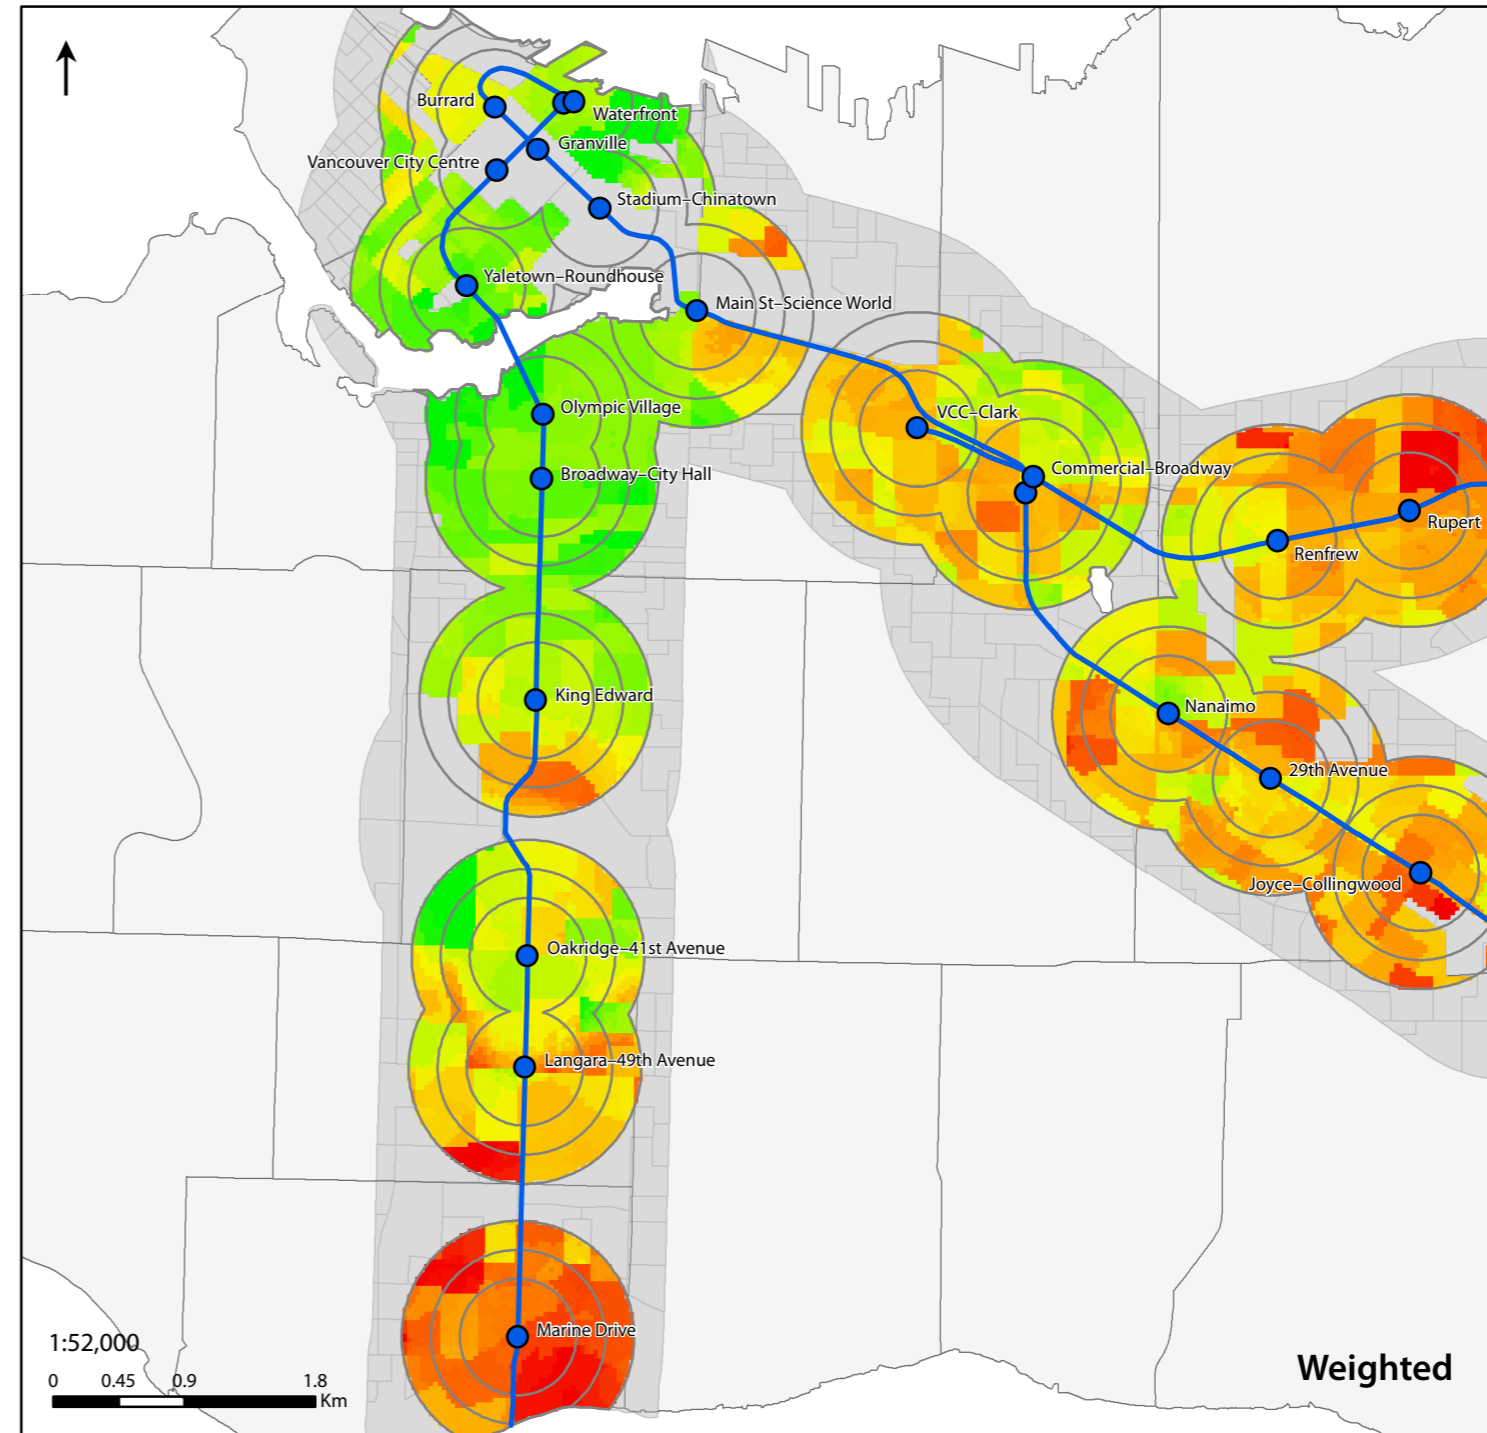 Burrard
Waterfront
Granville
Vancouver City Centre
Stadium–Chinatown
Yaletown–Roundhouse
Main St–Science World
Olympic Village
VCC–Clark
Broadway–City Hall
Commercial–Broadway
Rupert
Renfrew
King Edward
Nanaimo
29th Avenue
Joyce–Collingwood
Oakridge–41st Avenue
Langara–49th Avenue
Marine Drive
1:52,000
0 0.45 0.9 1.8
Km
Weighted